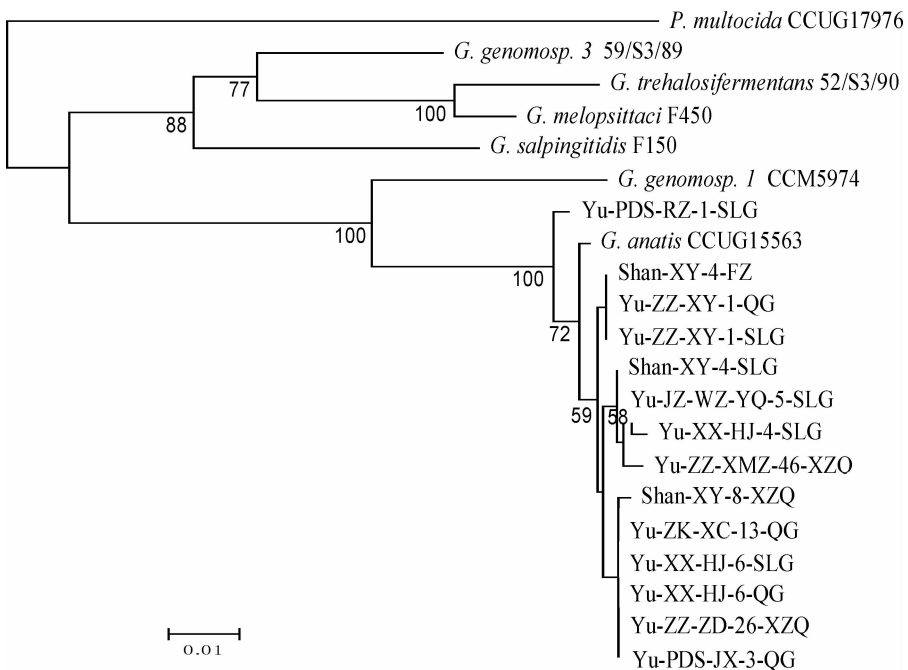 P. multocida CCUG17976
G. genomosp. 3 59/S3/89
77
G. trehalosifermentans 52/S3/90
100
G. melopsittaci F450
88
G. salpingitidis F150
G. genomosp. 1 CCM5974
100
Yu-PDS-RZ-1-SLG
G. anatis CCUG15563
100
Shan-XY-4-FZ
Yu-ZZ-XY-1-QG
72
Yu-ZZ-XY-1-SLG
Shan-XY-4-SLG
Yu-JZ-WZ-YQ-5-SLG
59
58
Yu-XX-HJ-4-SLG
Yu-ZZ-XMZ-46-XZQ
Shan-XY-8-XZQ
Yu-ZK-XC-13-QG
Yu-XX-HJ-6-SLG
Yu-XX-HJ-6-QG
Yu-ZZ-ZD-26-XZQ
Yu-PDS-JX-3-QG
0.01